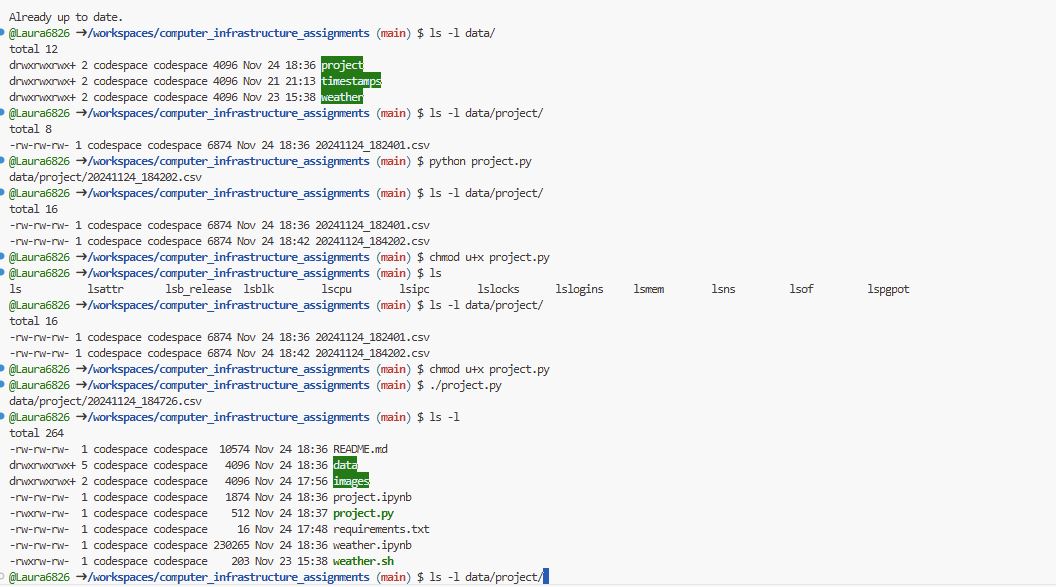 Already up to date.
@Laura6826 ➜/workspaces/computer_infrastructure_assignments (main) $ ls -l data/
total 12
drwxrwxrwx+ 2 codespace codespace 4096 Nov 24 18:36 project
drwxrwxrwx+ 2 codespace codespace 4096 Nov 21 21:13 timestamps
drwxrwxrwx+ 2 codespace codespace 4096 Nov 23 15:38 weather
@Laura6826 ➜/workspaces/computer_infrastructure_assignments (main) $ ls -l data/project/
total 8
-rw-rw-rw- 1 codespace codespace 6874 Nov 24 18:36 20241124_182401.csv
@Laura6826 ➜/workspaces/computer_infrastructure_assignments (main) $ python project.py
data/project/20241124_184202.csv
@Laura6826 ➜/workspaces/computer_infrastructure_assignments (main) $ ls -l data/project/
total 16
-rw-rw-rw- 1 codespace codespace 6874 Nov 24 18:36 20241124_182401.csv
-rw-rw-rw- 1 codespace codespace 6874 Nov 24 18:42 20241124_184202.csv
@Laura6826 ➜/workspaces/computer_infrastructure_assignments (main) $ chmod u+x project.py
@Laura6826 ➜/workspaces/computer_infrastructure_assignments (main) $ ls
ls lsattr lsb_release lsblk lscpu lsipc lslocks lslogins lsmem lsns lsof lspgpot
@Laura6826 ➜/workspaces/computer_infrastructure_assignments (main) $ ls -l data/project/
total 16
-rw-rw-rw- 1 codespace codespace 6874 Nov 24 18:36 20241124_182401.csv
-rw-rw-rw- 1 codespace codespace 6874 Nov 24 18:42 20241124_184202.csv
@Laura6826 ➜/workspaces/computer_infrastructure_assignments (main) $ chmod u+x project.py
@Laura6826 ➜/workspaces/computer_infrastructure_assignments (main) $ ./project.py
data/project/20241124_184726.csv
@Laura6826 ➜/workspaces/computer_infrastructure_assignments (main) $ ls -l
total 264
-rw-rw-rw- 1 codespace codespace 10574 Nov 24 18:36 README.md
drwxrwxrwx+ 5 codespace codespace 4096 Nov 24 18:36 data
drwxrwxrwx+ 2 codespace codespace 4096 Nov 24 17:56 images
-rw-rw-rw- 1 codespace codespace 1874 Nov 24 18:36 project.ipynb
-rwxrw-rw- 1 codespace codespace 512 Nov 24 18:37 project.py
-rw-rw-rw- 1 codespace codespace 16 Nov 24 17:48 requirements.txt
-rw-rw-rw- 1 codespace codespace 230265 Nov 24 18:36 weather.ipynb
-rwxrw-rw- 1 codespace codespace 203 Nov 23 15:38 weather.sh
@Laura6826 ➜/workspaces/computer_infrastructure_assignments (main) $ ls -l data/project/